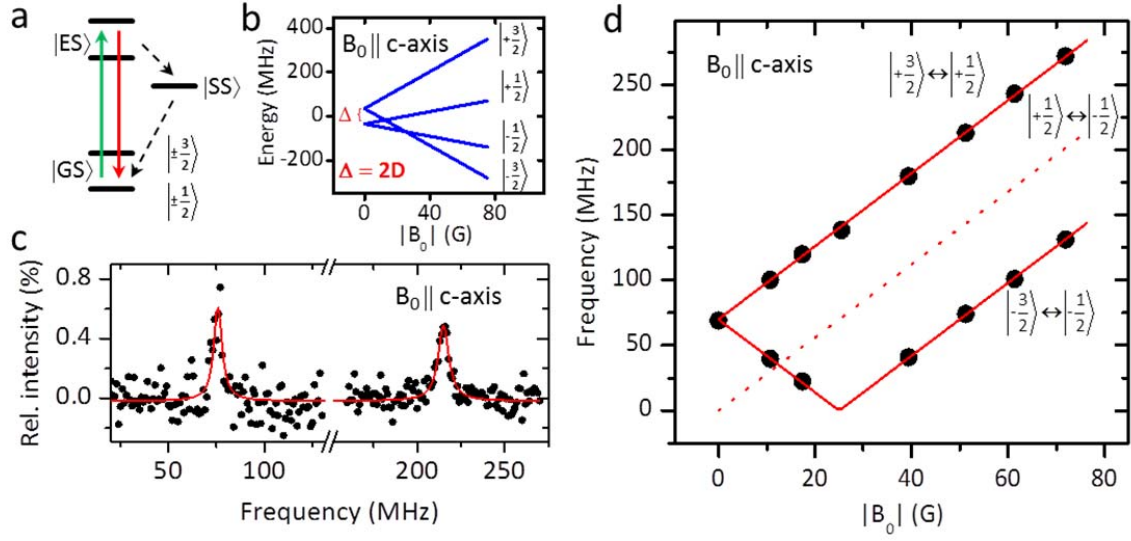 a
|ES⟩
|SS⟩
|±3/2⟩
|GS⟩
|±1/2⟩
b
400
200
0
-200
Energy (MHz)
B₀|| c-axis
|+3/2⟩
|+1/2⟩
|-1/2⟩
|-3/2⟩
Δ {
Δ = 2D
0 40 80
|B₀| (G)
c
0.8
0.4
0.0
Rel. intensity (%)
B₀|| c-axis
50 100 200 250
Frequency (MHz)
d
B₀|| c-axis
|+3/2⟩↔|+1/2⟩
|+1/2⟩↔|-1/2⟩
|-3/2⟩↔|-1/2⟩
250
200
150
100
50
0
Frequency (MHz)
0 20 40 60 80
|B₀| (G)